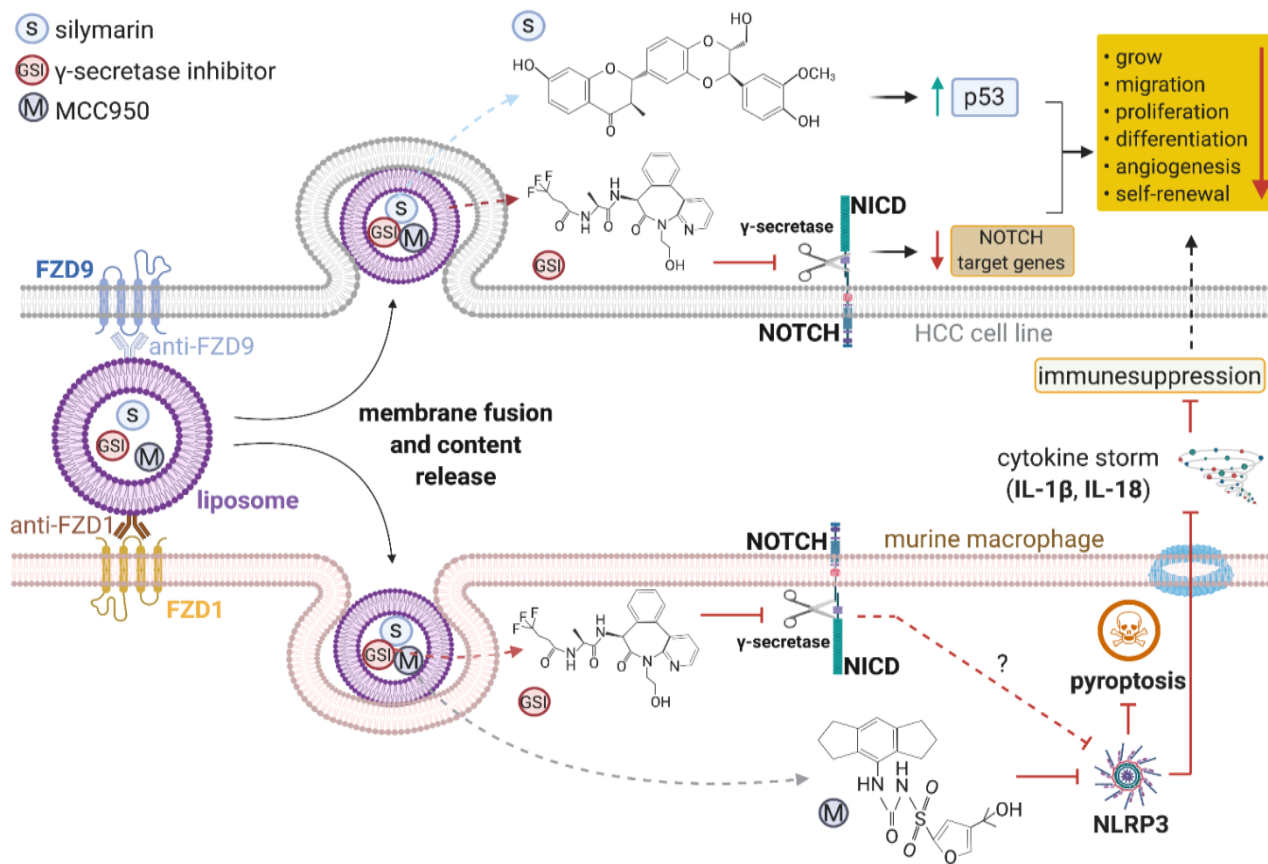 S silymarin
GSI γ-secretase inhibitor
M MCC950
S
HO
O
O
HO
O
O
OCH3
OH
p53
• grow
• migration
• proliferation
• differentiation
• angiogenesis
• self-renewal
S
GSI
M
F
F
F
O
N
H
O
H
N
O
N
N
OH
GSI
γ-secretase
NICD
NOTCH
target genes
FZD9
anti-FZD9
NOTCH
HCC cell line
S
GSI
M
liposome
membrane fusion
and content
release
immunesuppression
cytokine storm
(IL-1β, IL-18)
anti-FZD1
FZD1
NOTCH
murine macrophage
S
GSI
M
F
F
F
O
N
H
O
H
N
O
N
N
OH
GSI
γ-secretase
NICD
?
pyroptosis
M
N
H
O
H
N
O
S
O
O
OH
NLRP3